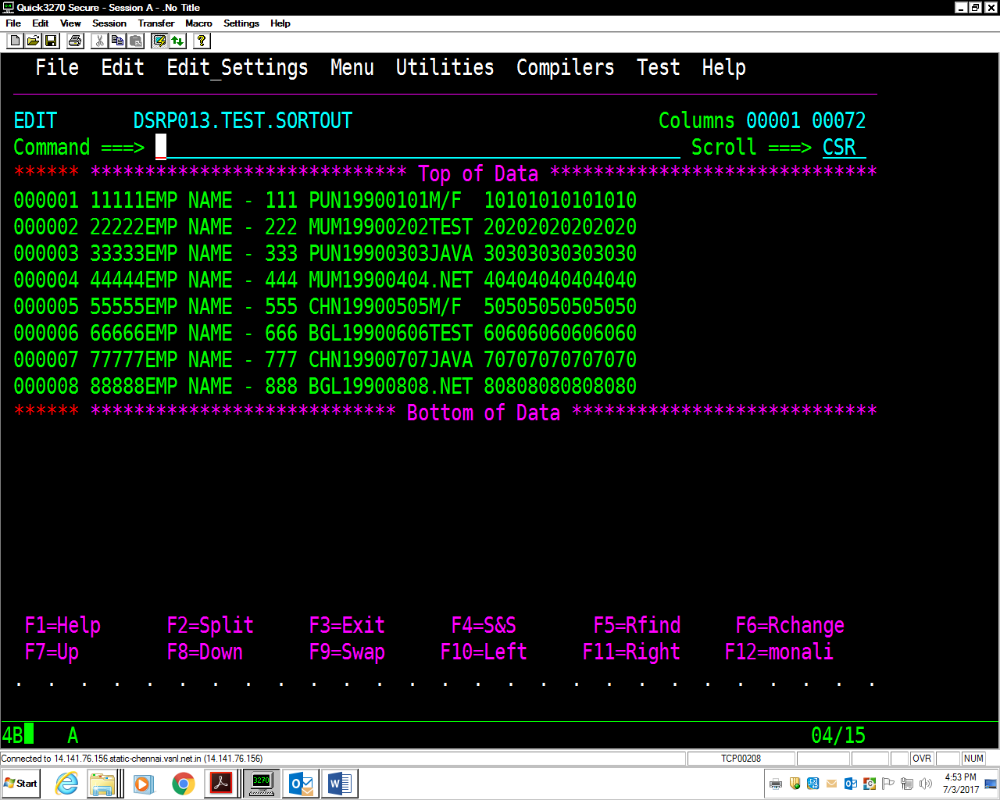 Quick3270 Secure - Session A - .No Title
File Edit View Session Transfer Macro Settings Help
File Edit Edit_Settings Menu Utilities Compilers Test Help
EDIT DSRP013.TEST.SORTOUT Columns 00001 00072
Command ===> Scroll ===> CSR
****** ***************************** Top of Data ******************************
000001 11111EMP NAME - 111 PUN19900101M/F 10101010101010
000002 22222EMP NAME - 222 MUM19900202TEST 20202020202020
000003 33333EMP NAME - 333 PUN19900303JAVA 30303030303030
000004 44444EMP NAME - 444 MUM19900404.NET 40404040404040
000005 55555EMP NAME - 555 CHN19900505M/F 50505050505050
000006 66666EMP NAME - 666 BGL19900606TEST 60606060606060
000007 77777EMP NAME - 777 CHN19900707JAVA 70707070707070
000008 88888EMP NAME - 888 BGL19900808.NET 80808080808080
****** **************************** Bottom of Data ****************************
F1=Help F2=Split F3=Exit F4=S&S F5=Rfind F6=Rchange
F7=Up F8=Down F9=Swap F10=Left F11=Right F12=monali
. . . . . . . . . . . . . . . . . . . . . . . . . . .
4B A 04/15
Connected to 14.141.76.156.static-chennai.vsnl.net.in (14.141.76.156) TCP00208 OVR NUM
Start 3270 4:53 PM
7/3/2017